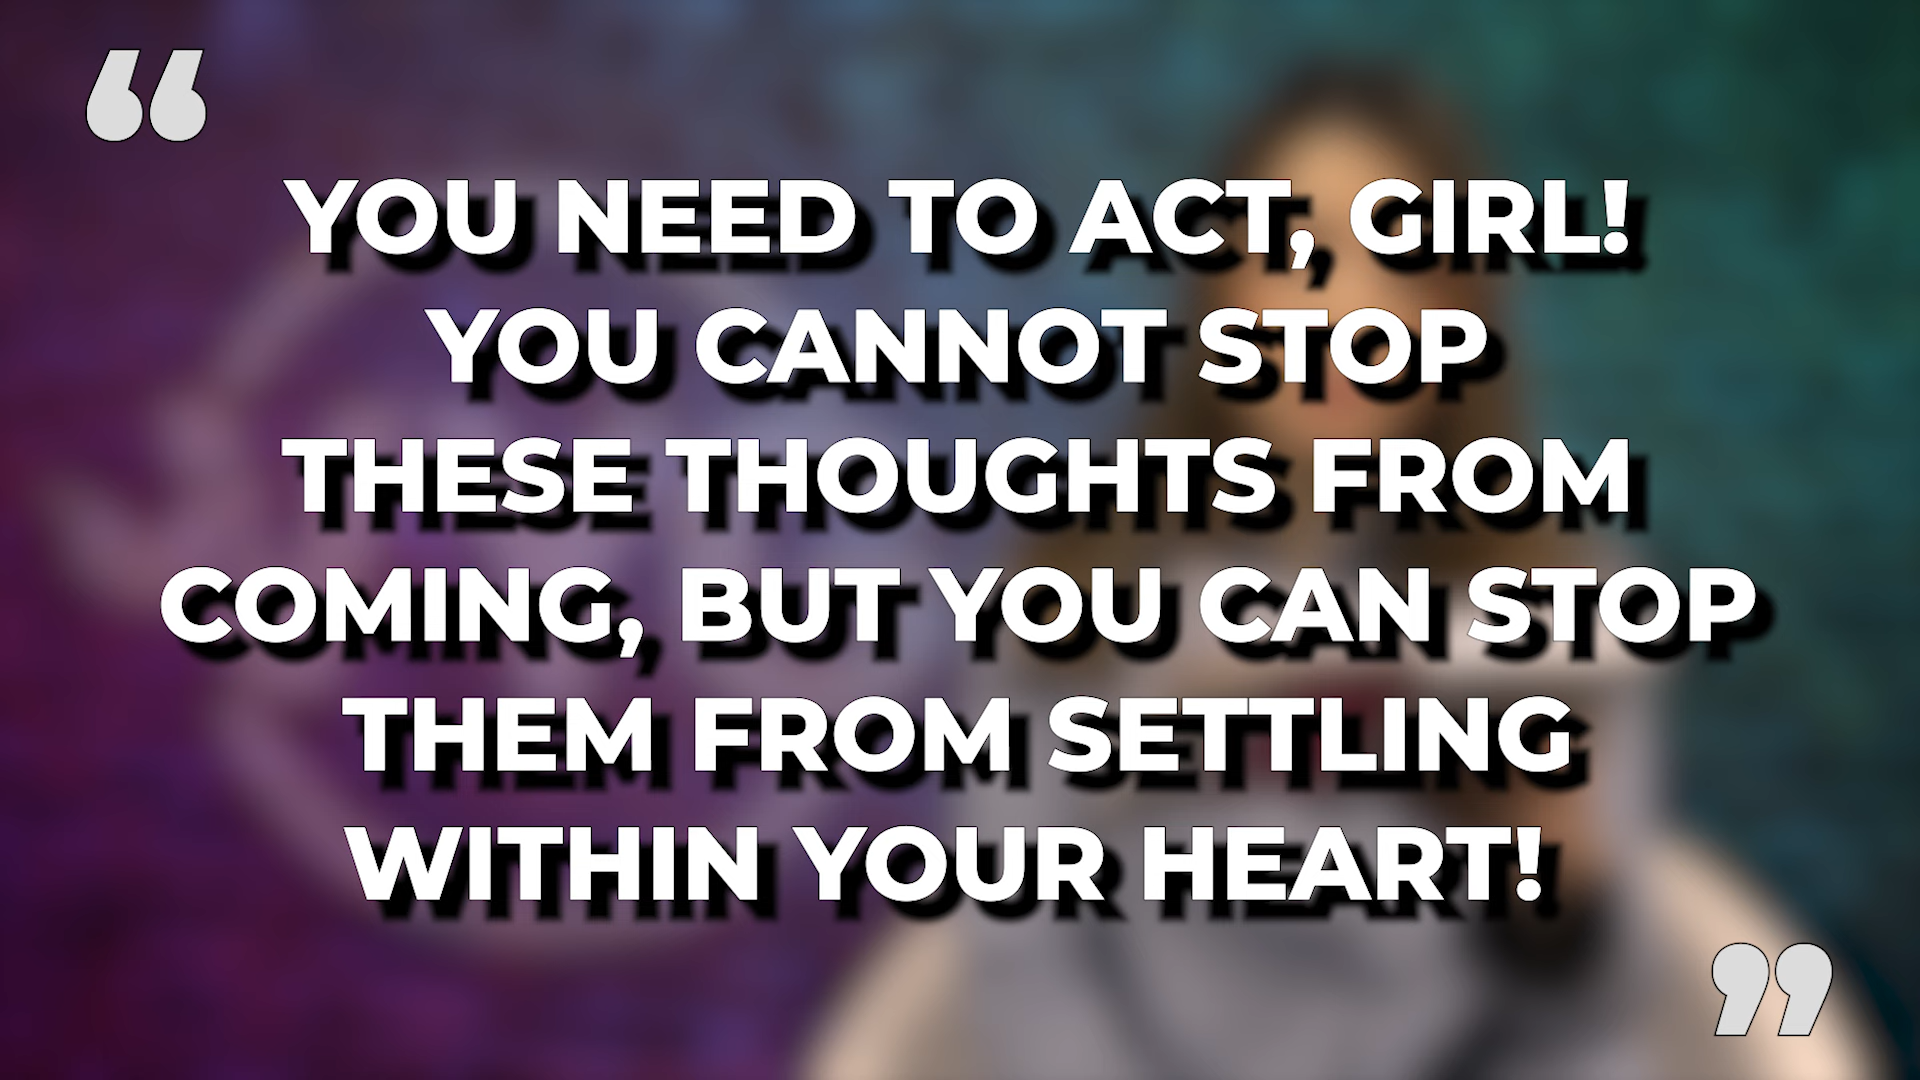 “
YOU NEED TO ACT, GIRL!
YOU CANNOT STOP
THESE THOUGHTS FROM
COMING, BUT YOU CAN STOP
THEM FROM SETTLING
WITHIN YOUR HEART!
”